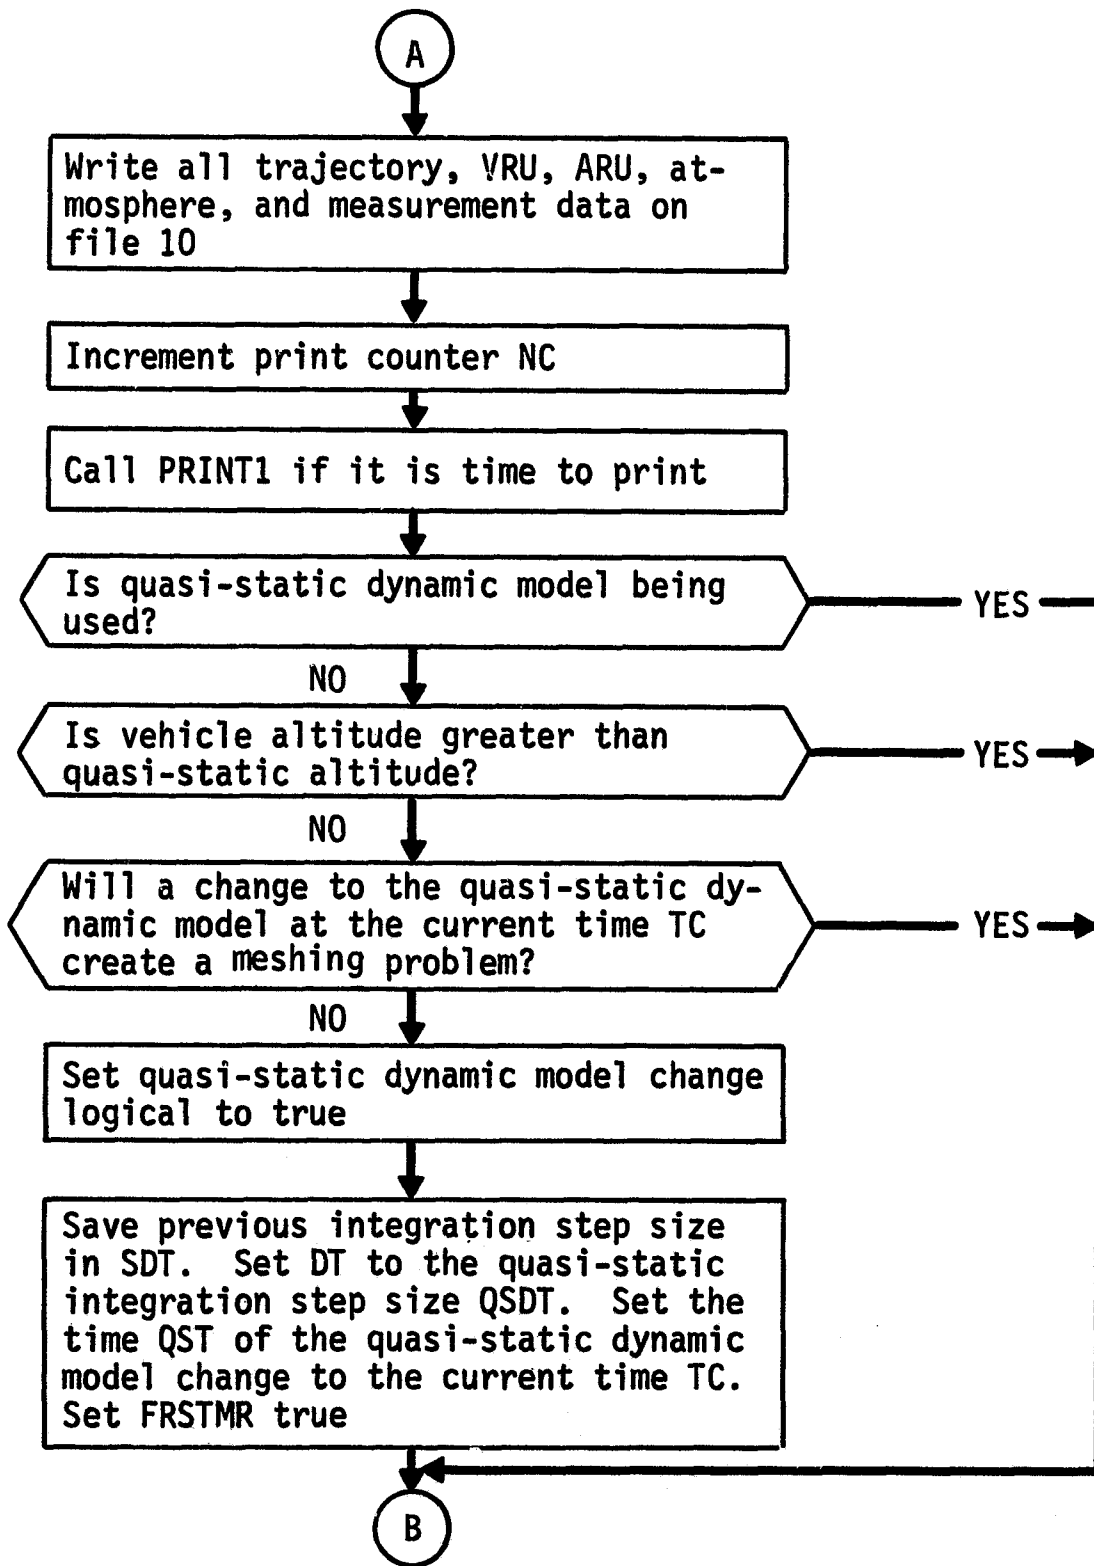 A
Write all trajectory, VRU, ARU, at-
mosphere, and measurement data on
file 10
Increment print counter NC
Call PRINT1 if it is time to print
Is quasi-static dynamic model being
used?
YES
NO
Is vehicle altitude greater than
quasi-static altitude?
YES
NO
Will a change to the quasi-static dy-
namic model at the current time TC
create a meshing problem?
YES
NO
Set quasi-static dynamic model change
logical to true
Save previous integration step size
in SDT.  Set DT to the quasi-static
integration step size QSDT.  Set the
time QST of the quasi-static dynamic
model change to the current time TC.
Set FRSTMR true
B